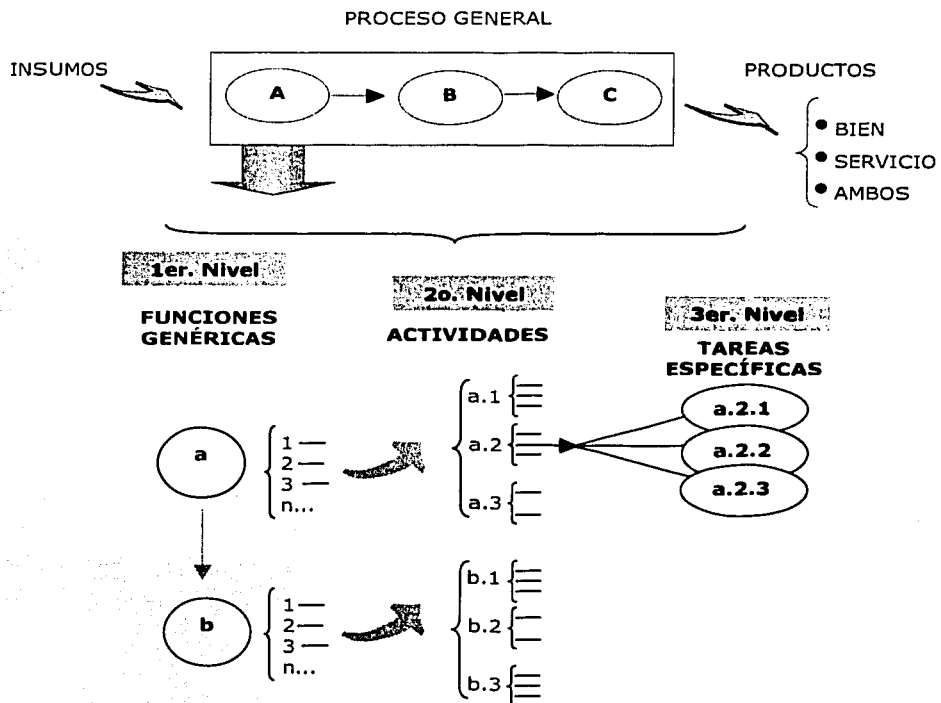 PROCESO GENERAL
INSUMOS
A
B
C
PRODUCTOS
• BIEN
• SERVICIO
• AMBOS
1er. Nivel
FUNCIONES
GENÉRICAS
2o. Nivel
ACTIVIDADES
3er. Nivel
TAREAS
ESPECÍFICAS
a
1
2
3
n...
a.1
a.2
a.3
a.2.1
a.2.2
a.2.3
b
1
2
3
n...
b.1
b.2
b.3